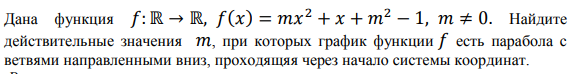 Дана функция f: ℝ → ℝ, f(x) = mx² + x + m² − 1, m ≠ 0. Найдите
действительные значения m, при которых график функции f есть парабола с
ветвями направленными вниз, проходящяя через начало системы координат.